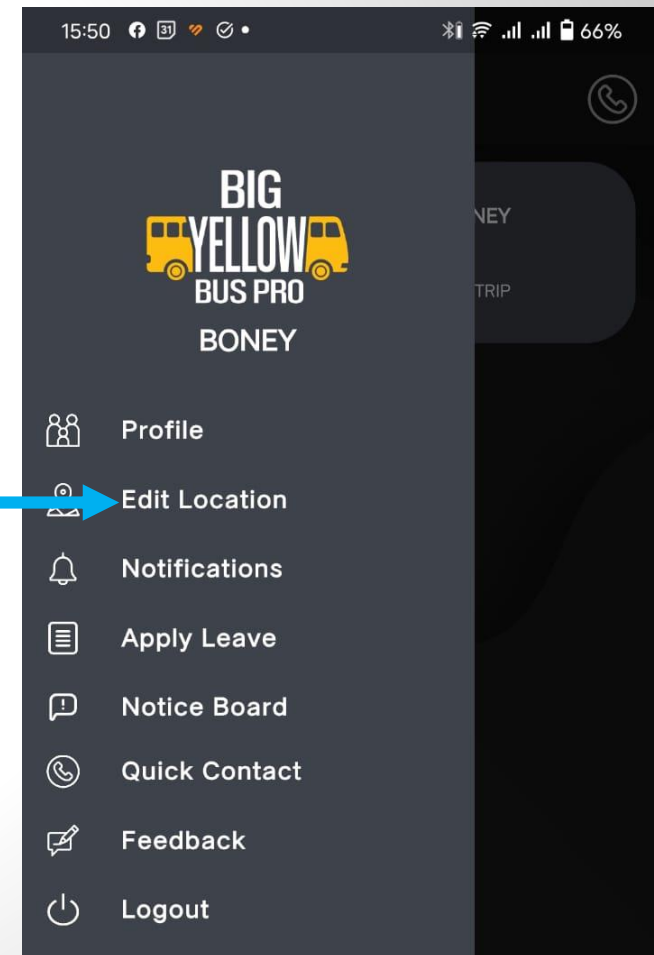 15:50 31 66%
BIG
YELLOW
BUS PRO
BONEY
NEY
TRIP
Profile
Edit Location
Notifications
Apply Leave
Notice Board
Quick Contact
Feedback
Logout